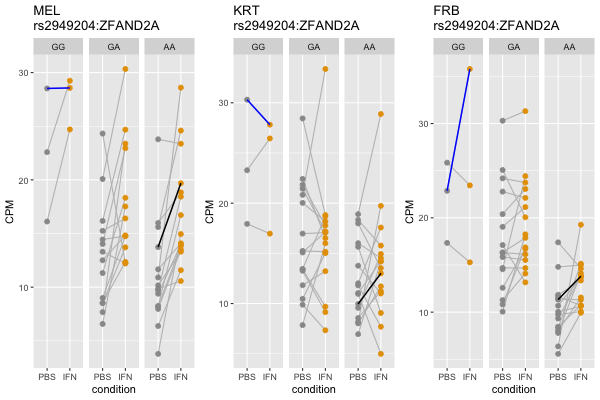 MEL
rs2949204:ZFAND2A
GG GA AA
CPM
30
20
10
PBS IFN PBS IFN PBS IFN
condition
KRT
rs2949204:ZFAND2A
GG GA AA
CPM
30
20
10
PBS IFN PBS IFN PBS IFN
condition
FRB
rs2949204:ZFAND2A
GG GA AA
CPM
30
20
10
PBS IFN PBS IFN PBS IFN
condition